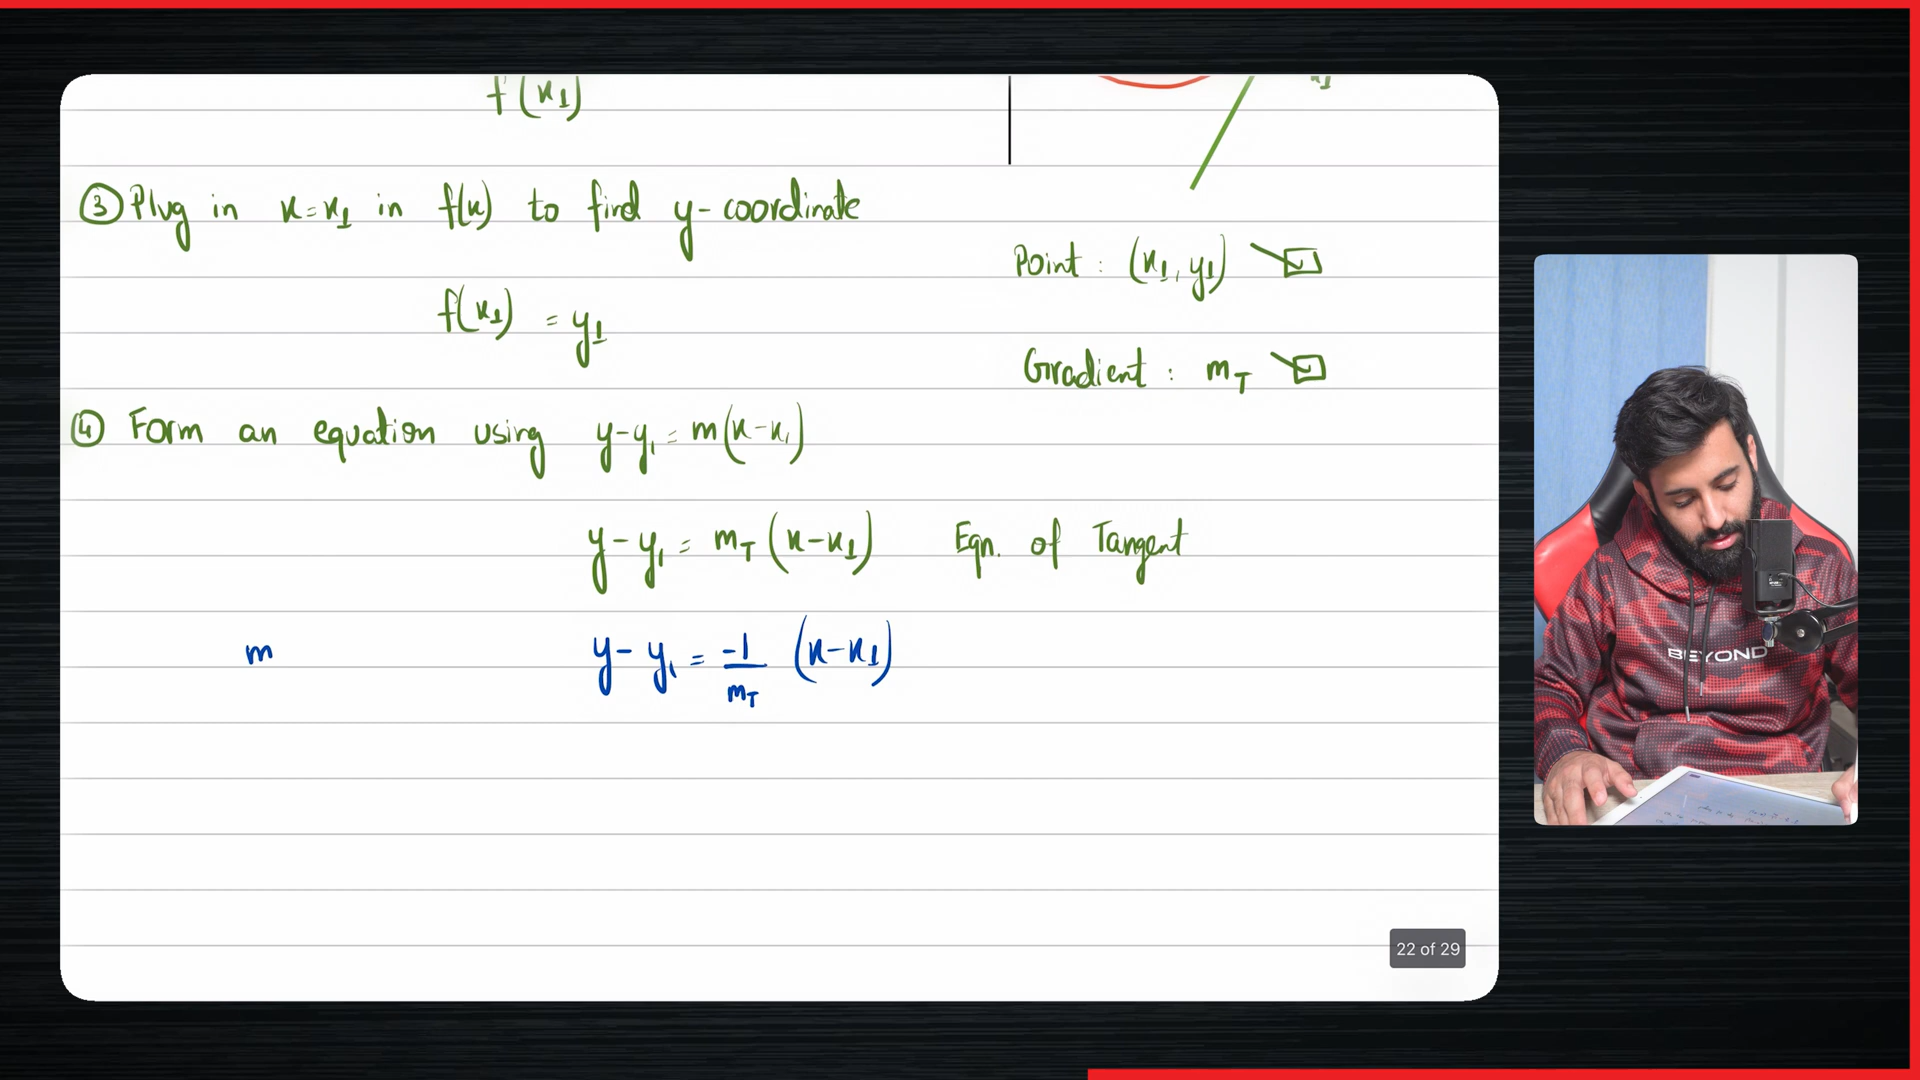 f'(x₁)
x₁
③ Plug in x=x₁ in f(x) to find y-coordinate
Point : (x₁, y₁)
f(x₁) = y₁
Gradient : m_T
④ Form an equation using y-y₁ = m(x-x₁)
y-y₁ = m_T (x-x₁) Eqn. of Tangent
m y-y₁ = -1/m_T (x-x₁)
BEYOND
22 of 29